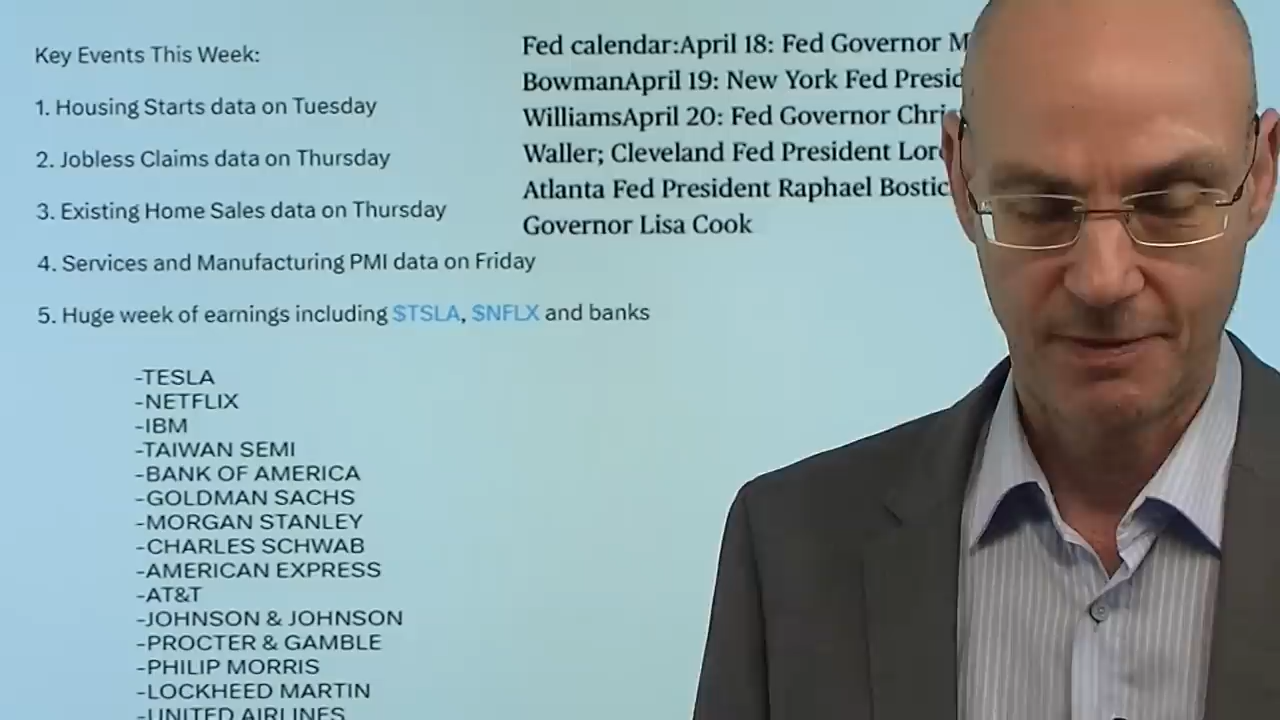 Key Events This Week:
1. Housing Starts data on Tuesday
2. Jobless Claims data on Thursday
3. Existing Home Sales data on Thursday
4. Services and Manufacturing PMI data on Friday
5. Huge week of earnings including $TSLA, $NFLX and banks
-TESLA
-NETFLIX
-IBM
-TAIWAN SEMI
-BANK OF AMERICA
-GOLDMAN SACHS
-MORGAN STANLEY
-CHARLES SCHWAB
-AMERICAN EXPRESS
-AT&T
-JOHNSON & JOHNSON
-PROCTER & GAMBLE
-PHILIP MORRIS
-LOCKHEED MARTIN
-UNITED AIRLINES
Fed calendar:April 18: Fed Governor
BowmanApril 19: New York Fed
WilliamsApril 20: Fed Governor
Waller; Cleveland Fed President
Atlanta Fed President Raphael Bostic
Governor Lisa Cook